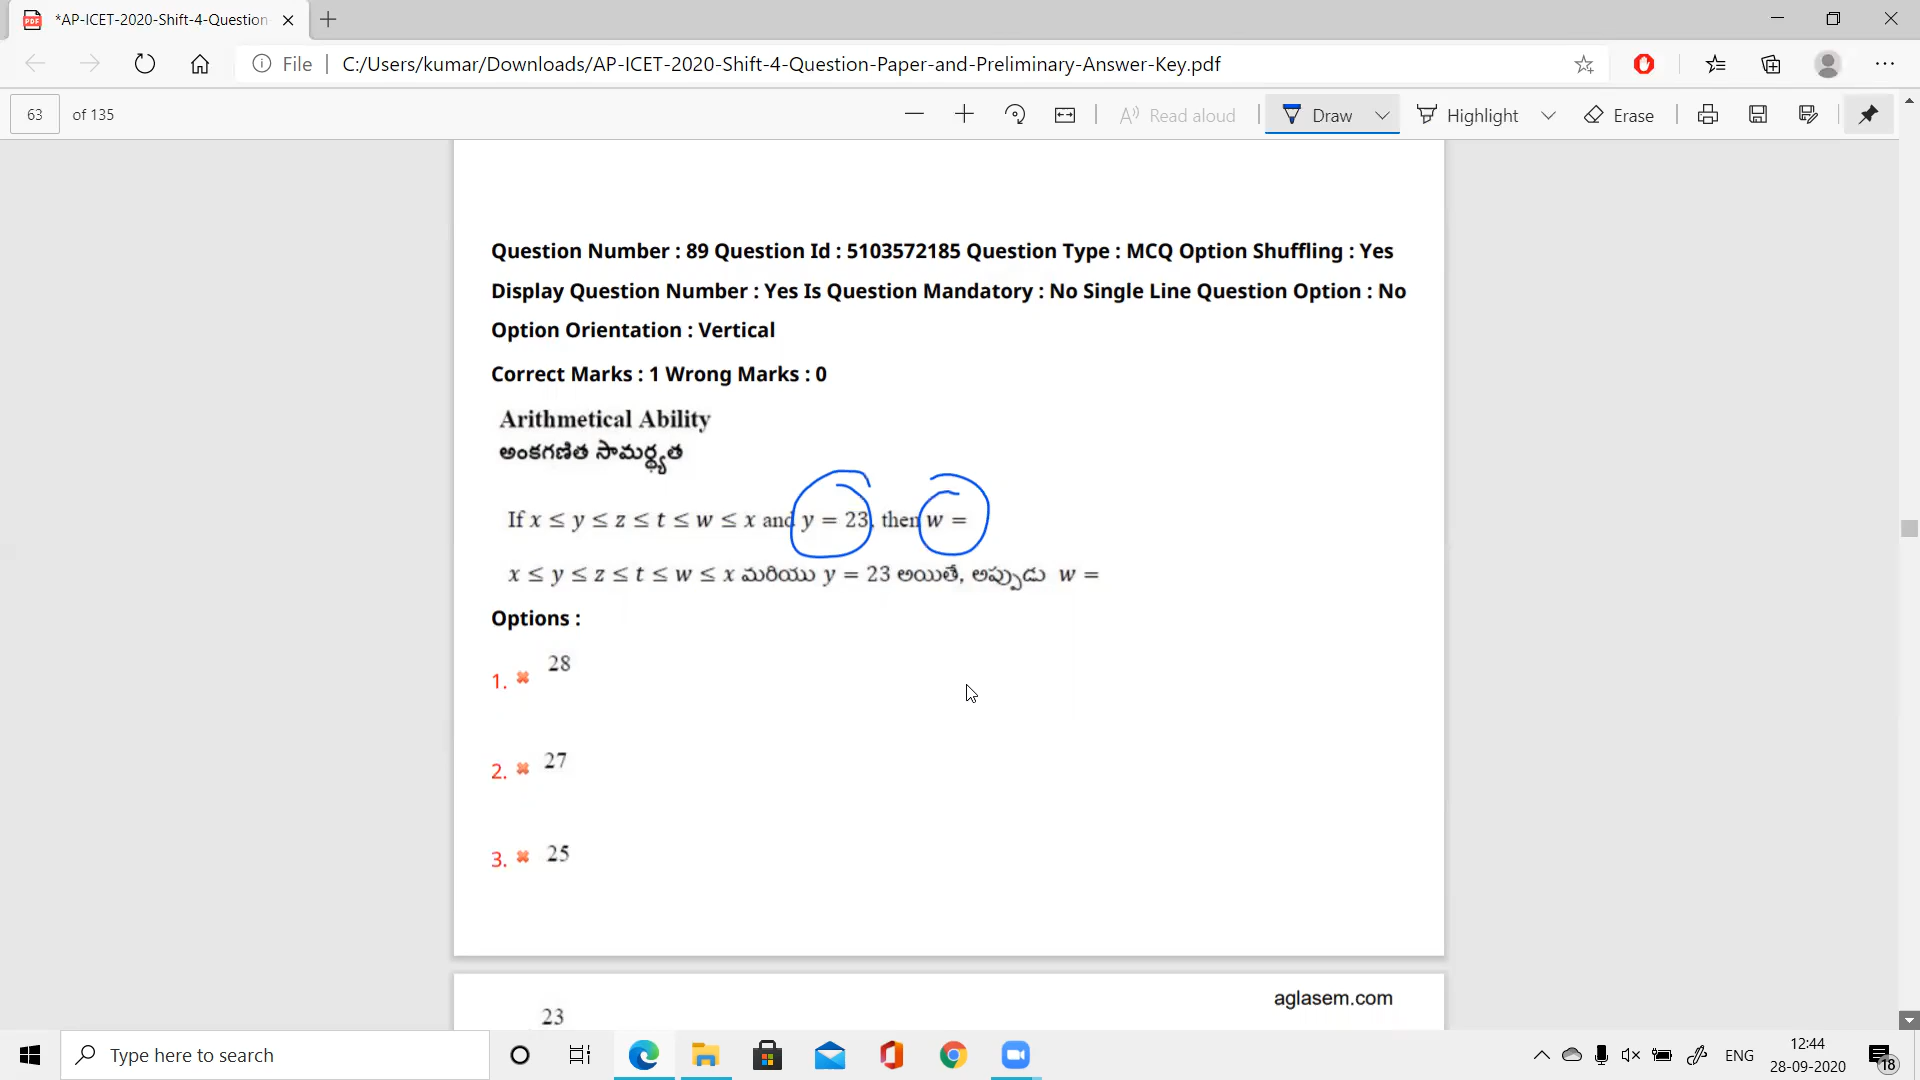 *AP-ICET-2020-Shift-4-Question
File
C:/Users/kumar/Downloads/AP-ICET-2020-Shift-4-Question-Paper-and-Preliminary-Answer-Key.pdf
63 of 135
Read aloud
Draw
Highlight
Erase
Question Number : 89 Question Id : 5103572185 Question Type : MCQ Option Shuffling : Yes
Display Question Number : Yes Is Question Mandatory : No Single Line Question Option : No
Option Orientation : Vertical
Correct Marks : 1 Wrong Marks : 0
Arithmetical Ability
అంకగణిత సామర్థ్యత
If x ≤ y ≤ z ≤ t ≤ w ≤ x and y = 23, then w =
x ≤ y ≤ z ≤ t ≤ w ≤ x మరియు y = 23 అయితే, అప్పుడు w =
Options :
1. 28
2. 27
3. 25
aglasem.com
23
Type here to search
ENG
12:44
28-09-2020
18